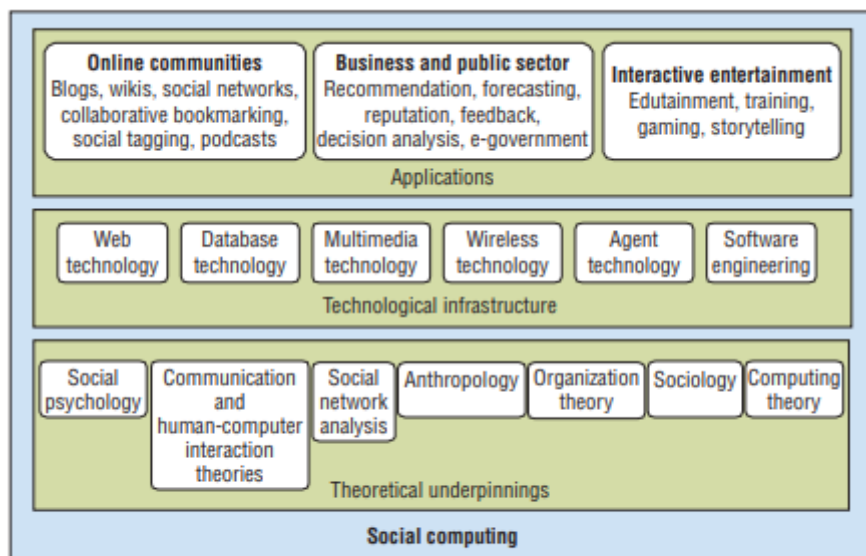 Online communities
Blogs, wikis, social networks,
collaborative bookmarking,
social tagging, podcasts
Business and public sector
Recommendation, forecasting,
reputation, feedback,
decision analysis, e-government
Interactive entertainment
Edutainment, training,
gaming, storytelling
Applications
Web
technology
Database
technology
Multimedia
technology
Wireless
technology
Agent
technology
Software
engineering
Technological infrastructure
Social
psychology
Communication
and
human-computer
interaction
theories
Social
network
analysis
Anthropology
Organization
theory
Sociology
Computing
theory
Theoretical underpinnings
Social computing